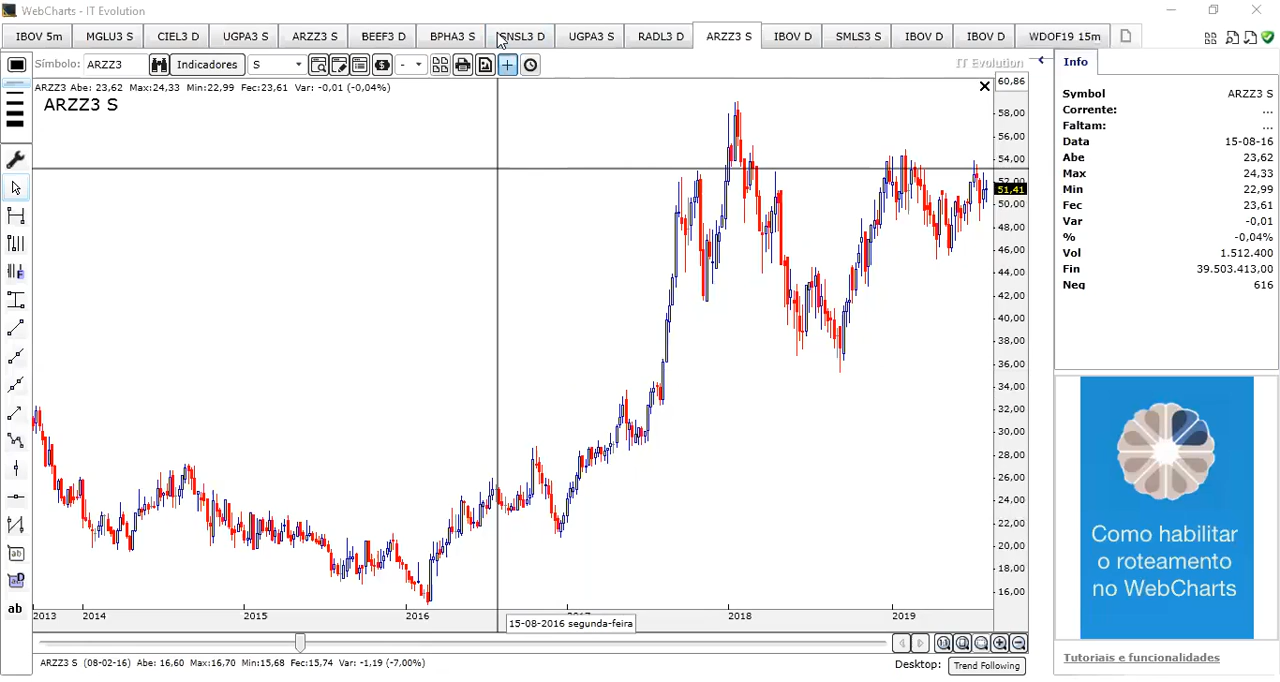 WebCharts - IT Evolution
IBOV 5m MGLU3 S CIEL3 D UGPA3 S ARZZ3 S BEEF3 D BPHA3 S NSL3 D UGPA3 S RADL3 D ARZZ3 S IBOV D SMLS3 S IBOV D IBOV D WDOF19 15m
Símbolo: ARZZ3 Indicadores S - IT Evolution
ARZZ3 Abe: 23,62 Max:24,33 Min:22,99 Fec:23,61 Var: -0,01 (-0,04%)
ARZZ3 S
60,86
58,00
56,00
54,00
52,00
51,41
50,00
48,00
46,00
44,00
42,00
40,00
38,00
36,00
34,00
32,00
30,00
28,00
26,00
24,00
22,00
20,00
18,00
16,00
2013 2014 2015 2016 2017 2018 2019
15-08-2016 segunda-feira
ARZZ3 S (08-02-16) Abe: 16,60 Max:16,70 Min:15,68 Fec:15,74 Var: -1,19 (-7,00%)
Desktop: Trend Following
ab
D
ab
Info
Symbol ARZZ3 S
Corrente: ...
Faltam: ...
Data 15-08-16
Abe 23,62
Max 24,33
Min 22,99
Fec 23,61
Var -0,01
% -0,04%
Vol 1.512.400
Fin 39.503.413,00
Neg 616
Como habilitar
o roteamento
no WebCharts
Tutoriais e funcionalidades